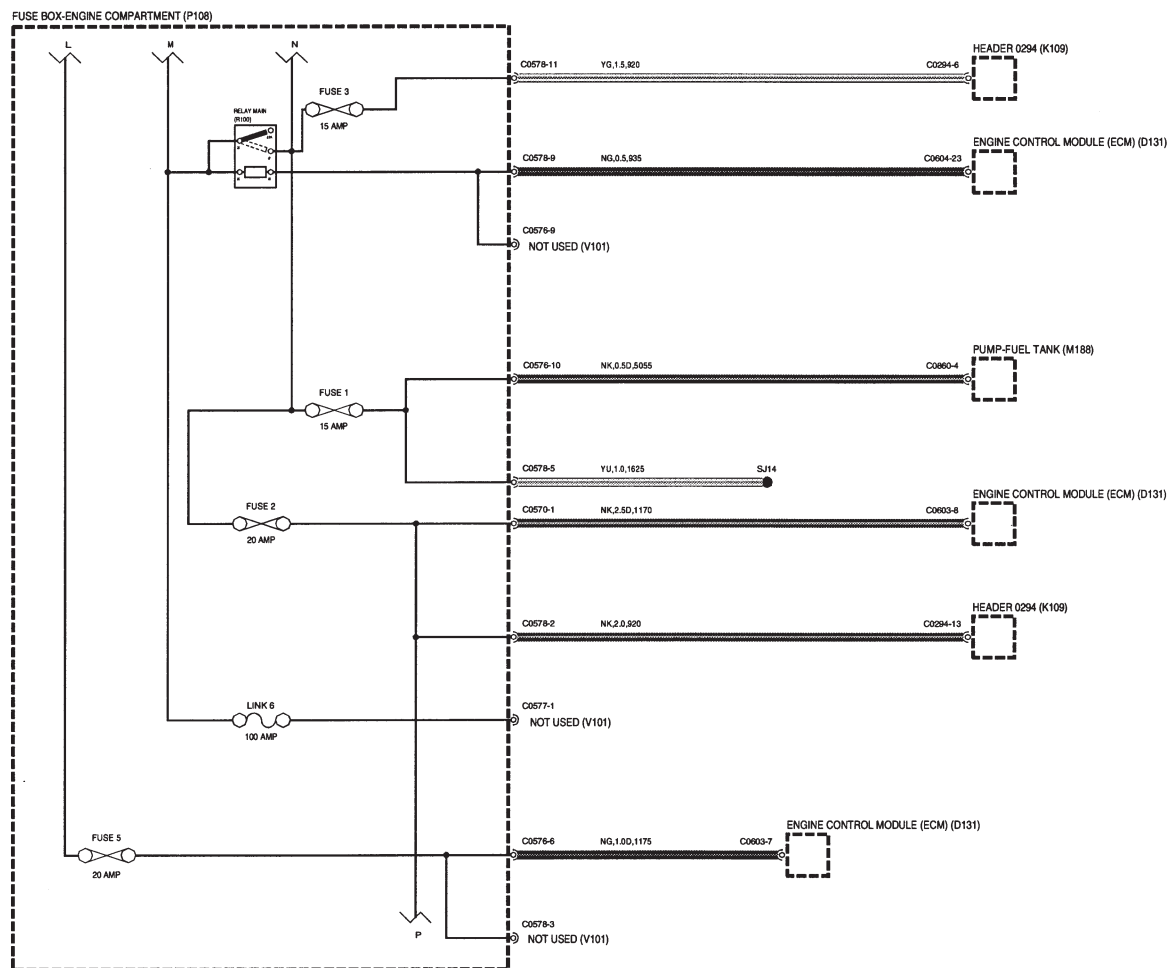 FUSE BOX-ENGINE COMPARTMENT (P108)
L
M
N
HEADER 0294 (K109)
C0578-11
YG,1.5,920
C0294-6
FUSE 3
15 AMP
RELAY MAIN
(R100)
ENGINE CONTROL MODULE (ECM) (D131)
C0578-9
NG,0.5,935
C0604-23
C0576-9
NOT USED (V101)
PUMP-FUEL TANK (M188)
C0576-10
NK,0.5D,5055
C0860-4
FUSE 1
15 AMP
C0578-5
YU,1.0,1625
SJ14
ENGINE CONTROL MODULE (ECM) (D131)
FUSE 2
20 AMP
C0570-1
NK,2.5D,1170
C0603-8
HEADER 0294 (K109)
C0578-2
NK,2.0,920
C0294-13
LINK 6
100 AMP
C0577-1
NOT USED (V101)
ENGINE CONTROL MODULE (ECM) (D131)
FUSE 5
20 AMP
C0576-6
NG,1.0D,1175
C0603-7
P
C0578-3
NOT USED (V101)